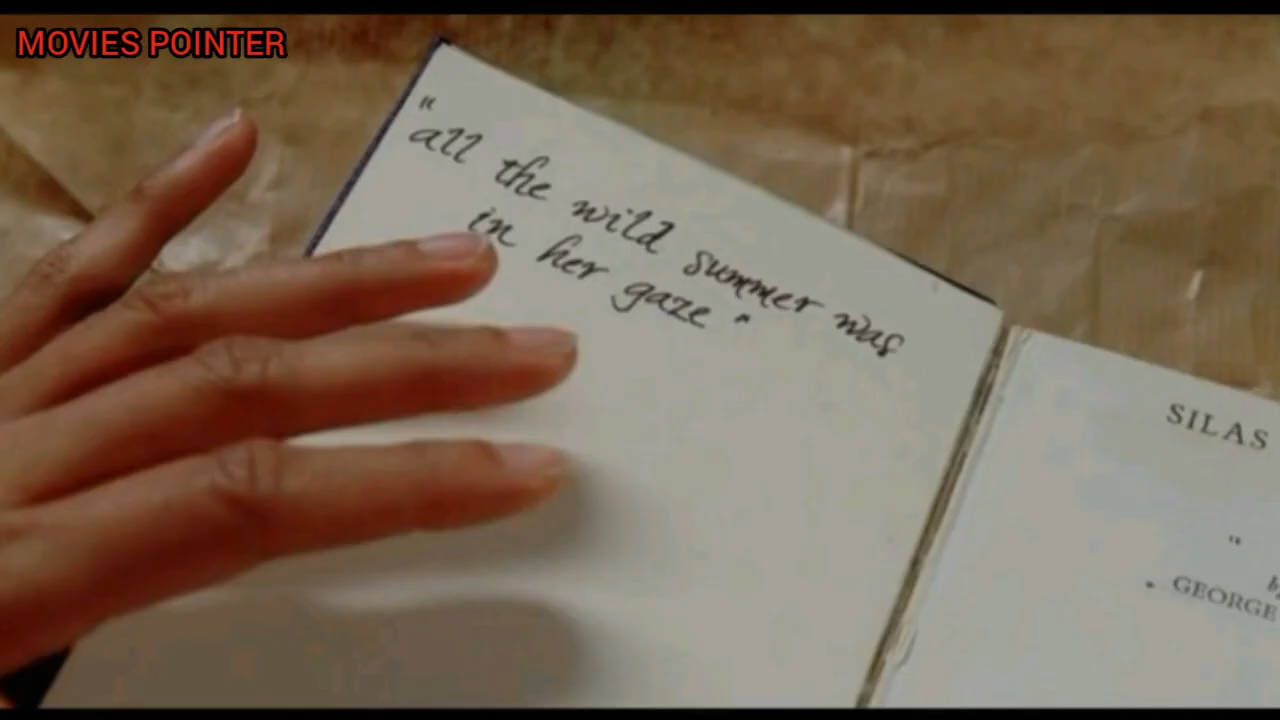 MOVIES POINTER
"
all the wild summer was
in her gaze "
SILAS
"
GEORGE